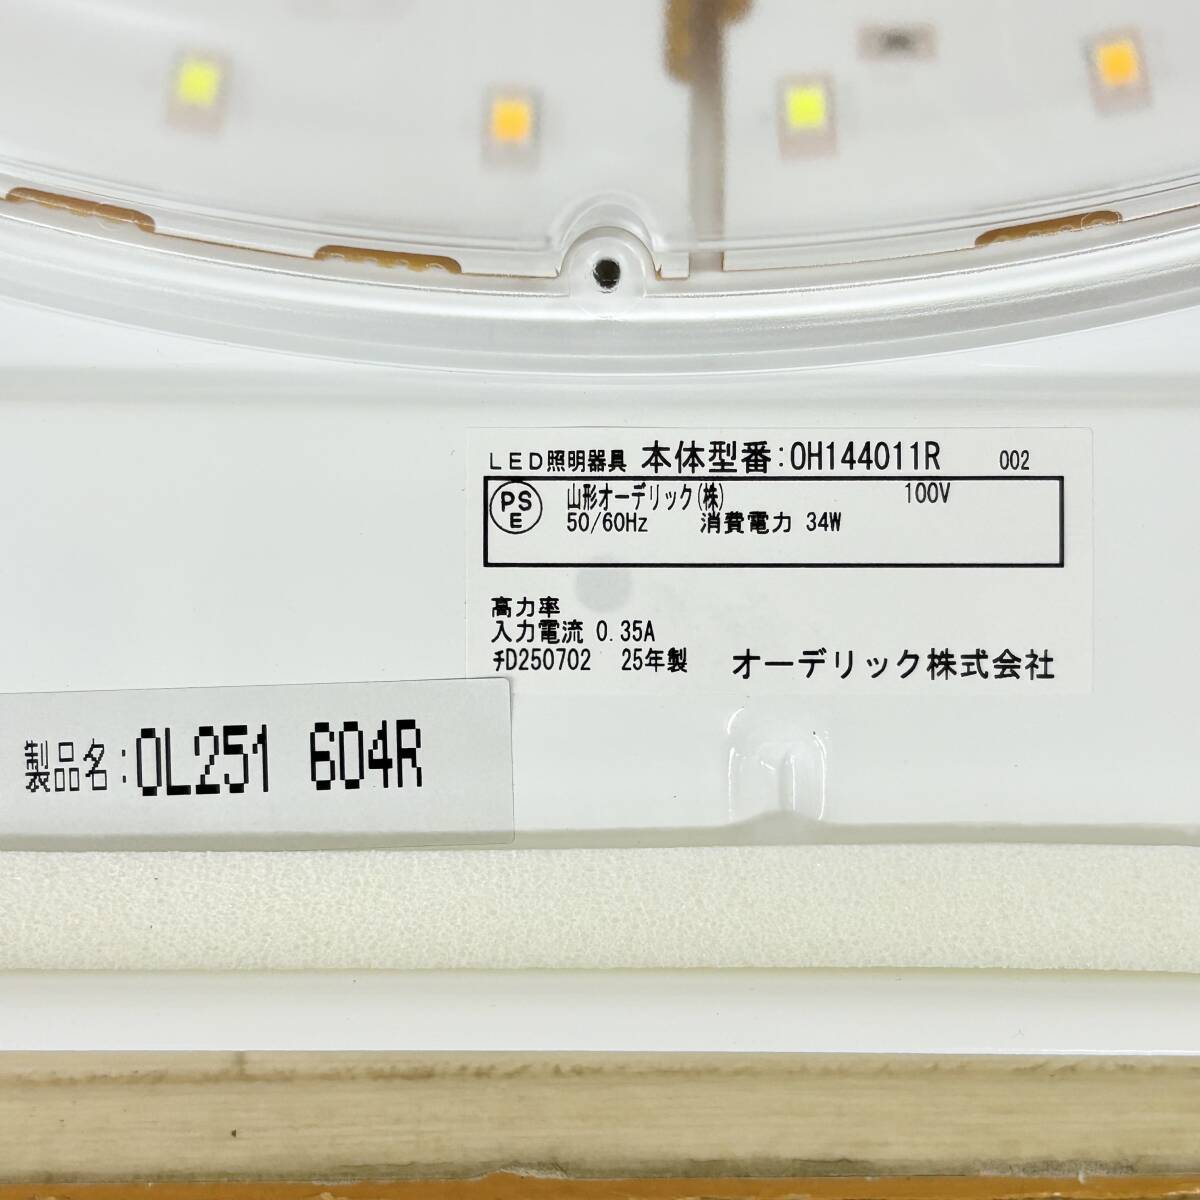 LED照明器具 本体型番:OH144011R 002
PS
E
山形オーデリック(株) 100V
50/60Hz 消費電力 34W
高力率
入力電流 0.35A
チD250702 25年製 オーデリック株式会社
製品名:OL251 604R